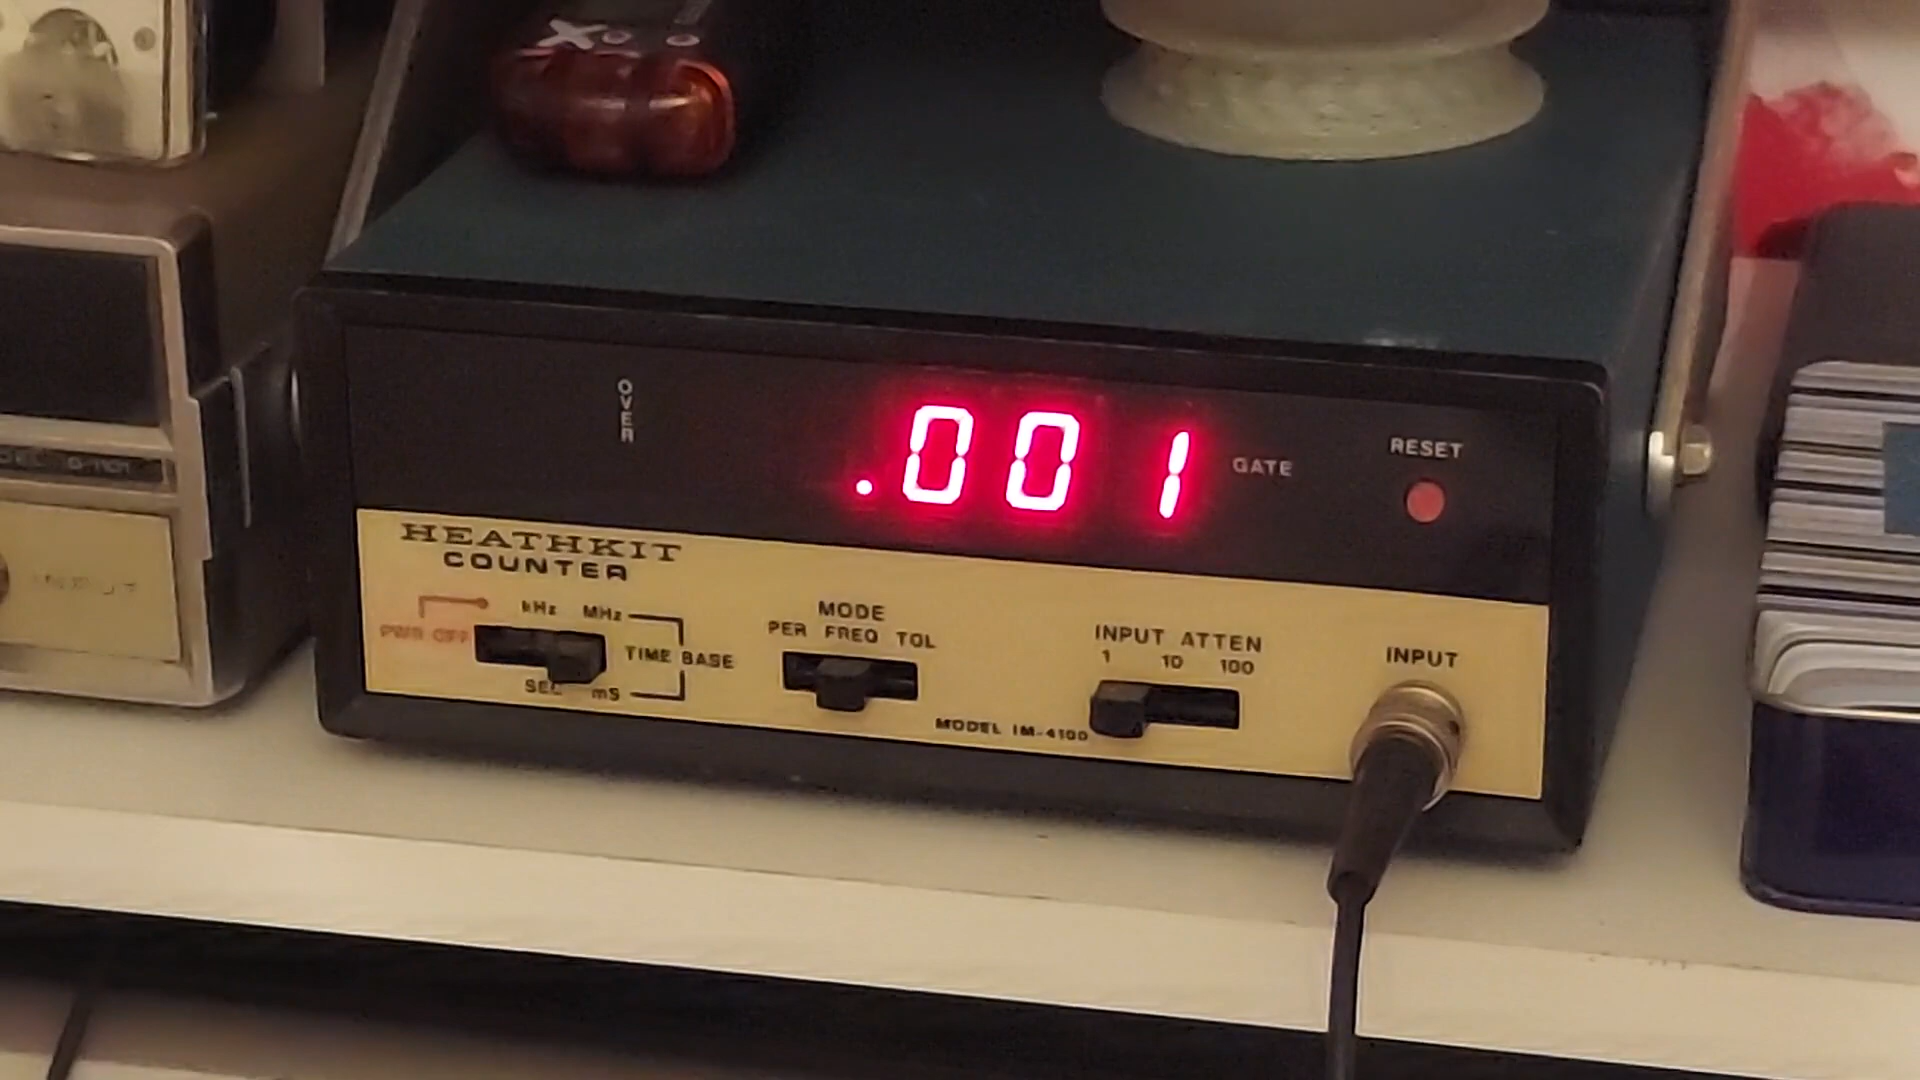 OVER
.001
GATE
RESET
HEATHKIT
COUNTER
PWR OFF
kHz MHz
TIME BASE
SEC mS
MODE
PER FREQ TOL
INPUT ATTEN
1 10 100
INPUT
MODEL IM-4100
INPUT